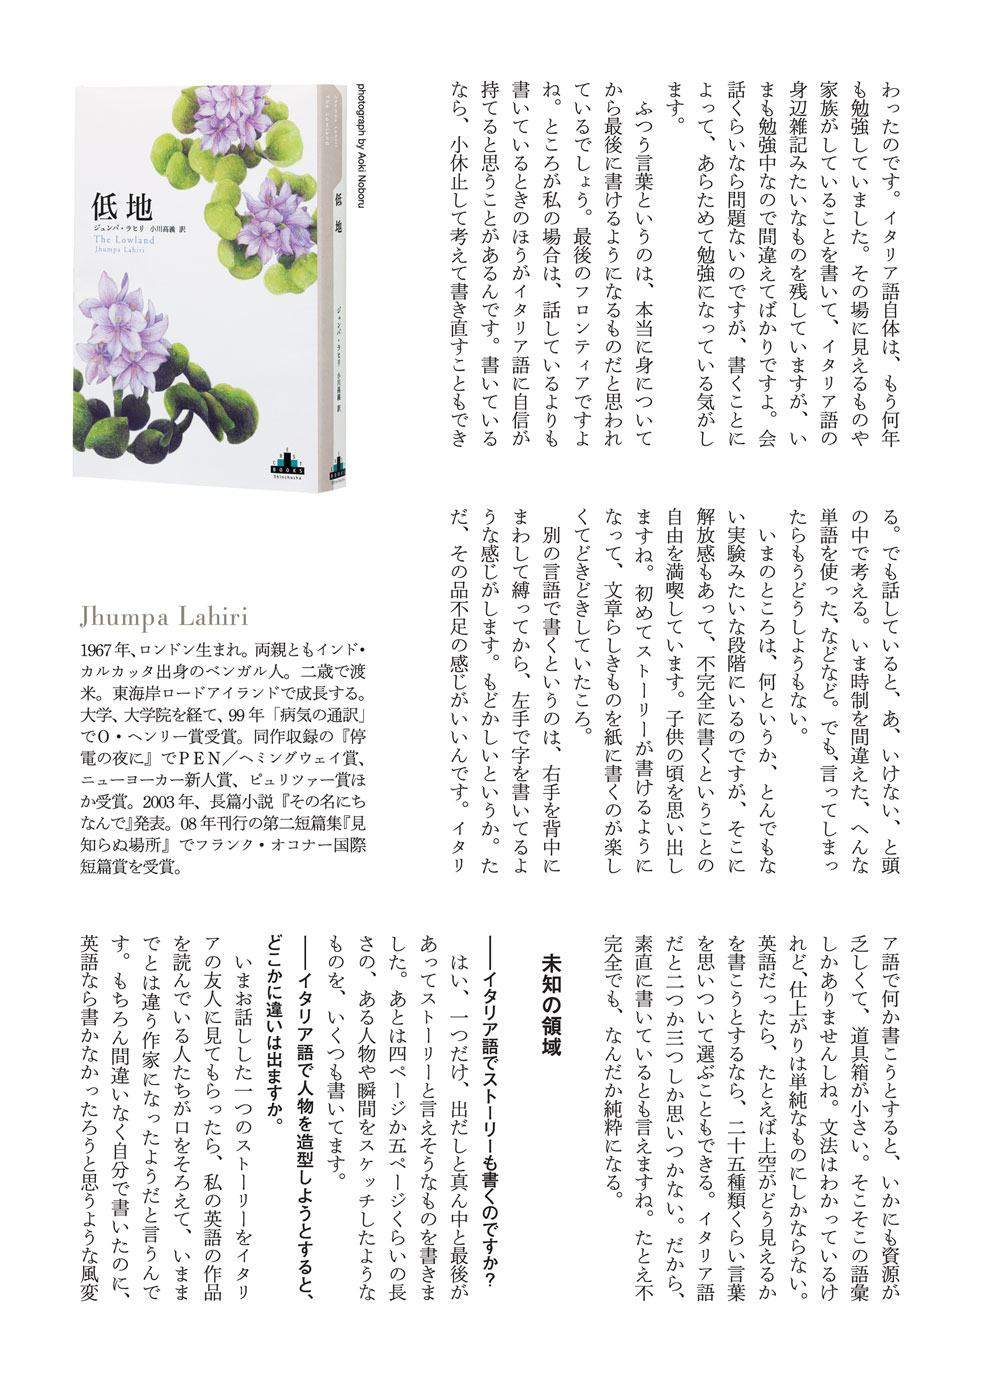 わったのです。イタリア語自体は、もう何年
も勉強していました。その場に見えるものや
家族がしていることを書いて、イタリア語の
身辺雑記みたいなものを残していますが、い
まも勉強中なので間違えてばかりですよ。会
話くらいなら問題ないのですが、書くことに
よって、あらためて勉強になっている気がし
ます。
ふつう言葉というのは、本当に身について
から最後に書けるようになるものだと思われ
ているでしょう。最後のフロンティアですよ
ね。ところが私の場合は、話しているよりも
書いているときのほうがイタリア語に自信が
持てると思うことがあるんです。書いている
なら、小休止して考えて書き直すこともでき
る。でも話していると、あ、いけない、と頭
の中で考える。いま時制を間違えた、へんな
単語を使った、などなど。でも、言ってしまっ
たらもうどうしようもない。
いまのところは、何というか、とんでもな
い実験みたいな段階にいるのですが、そこに
解放感もあって、不完全に書くということの
自由を満喫しています。子供の頃を思い出し
ますね。初めてストーリーが書けるように
なって、文章らしきものを紙に書くのが楽し
くてどきどきしていたころ。
別の言語で書くというのは、右手を背中に
まわして縛ってから、左手で字を書いてるよ
うな感じがします。もどかしいというか。た
だ、その品不足の感じがいいんです。イタリ
ア語で何か書こうとすると、いかにも資源が
乏しくて、道具箱が小さい。そこそこの語彙
しかありませんしね。文法はわかっているけ
れど、仕上がりは単純なものにしかならない。
英語だったら、たとえば上空がどう見えるか
を書こうとするなら、二十五種類くらい言葉
を思いついて選ぶこともできる。イタリア語
だと二つか三つしか思いつかない。だから、
素直に書いているとも言えますね。たとえ不
完全でも、なんだか純粋になる。
未知の領域
──イタリア語でストーリーも書くのですか？
はい、一つだけ、出だしと真ん中と最後が
あってストーリーと言えそうなものを書きま
した。あとは四ページか五ページくらいの長
さの、ある人物や瞬間をスケッチしたような
ものを、いくつも書いてます。
──イタリア語で人物を造型しようとすると、
どこかに違いは出ますか。
いまお話しした一つのストーリーをイタリ
アの友人に見てもらったら、私の英語の作品
を読んでいる人たちが口をそろえて、いまま
でとは違う作家になったようだと言うんで
す。もちろん間違いなく自分で書いたのに、
英語なら書かなかったろうと思うような風変
photograph by Aoki Noboru
低地
ジュンパ・ラヒリ 小川高義 訳
The Lowland
Jhumpa Lahiri
低地
ジュンパ・ラヒリ 小川高義 訳
CREST
BOOKS
Shinchosha
Jhumpa Lahiri
1967年、ロンドン生まれ。両親ともインド・
カルカッタ出身のベンガル人。二歳で渡
米。東海岸ロードアイランドで成長する。
大学、大学院を経て、99年「病気の通訳」
でO・ヘンリー賞受賞。同作収録の『停
電の夜に』でPEN／ヘミングウェイ賞、
ニューヨーカー新人賞、ピュリツァー賞ほ
か受賞。2003年、長篇小説『その名にち
なんで』発表。08年刊行の第二短篇集『見
知らぬ場所』でフランク・オコナー国際
短篇賞を受賞。